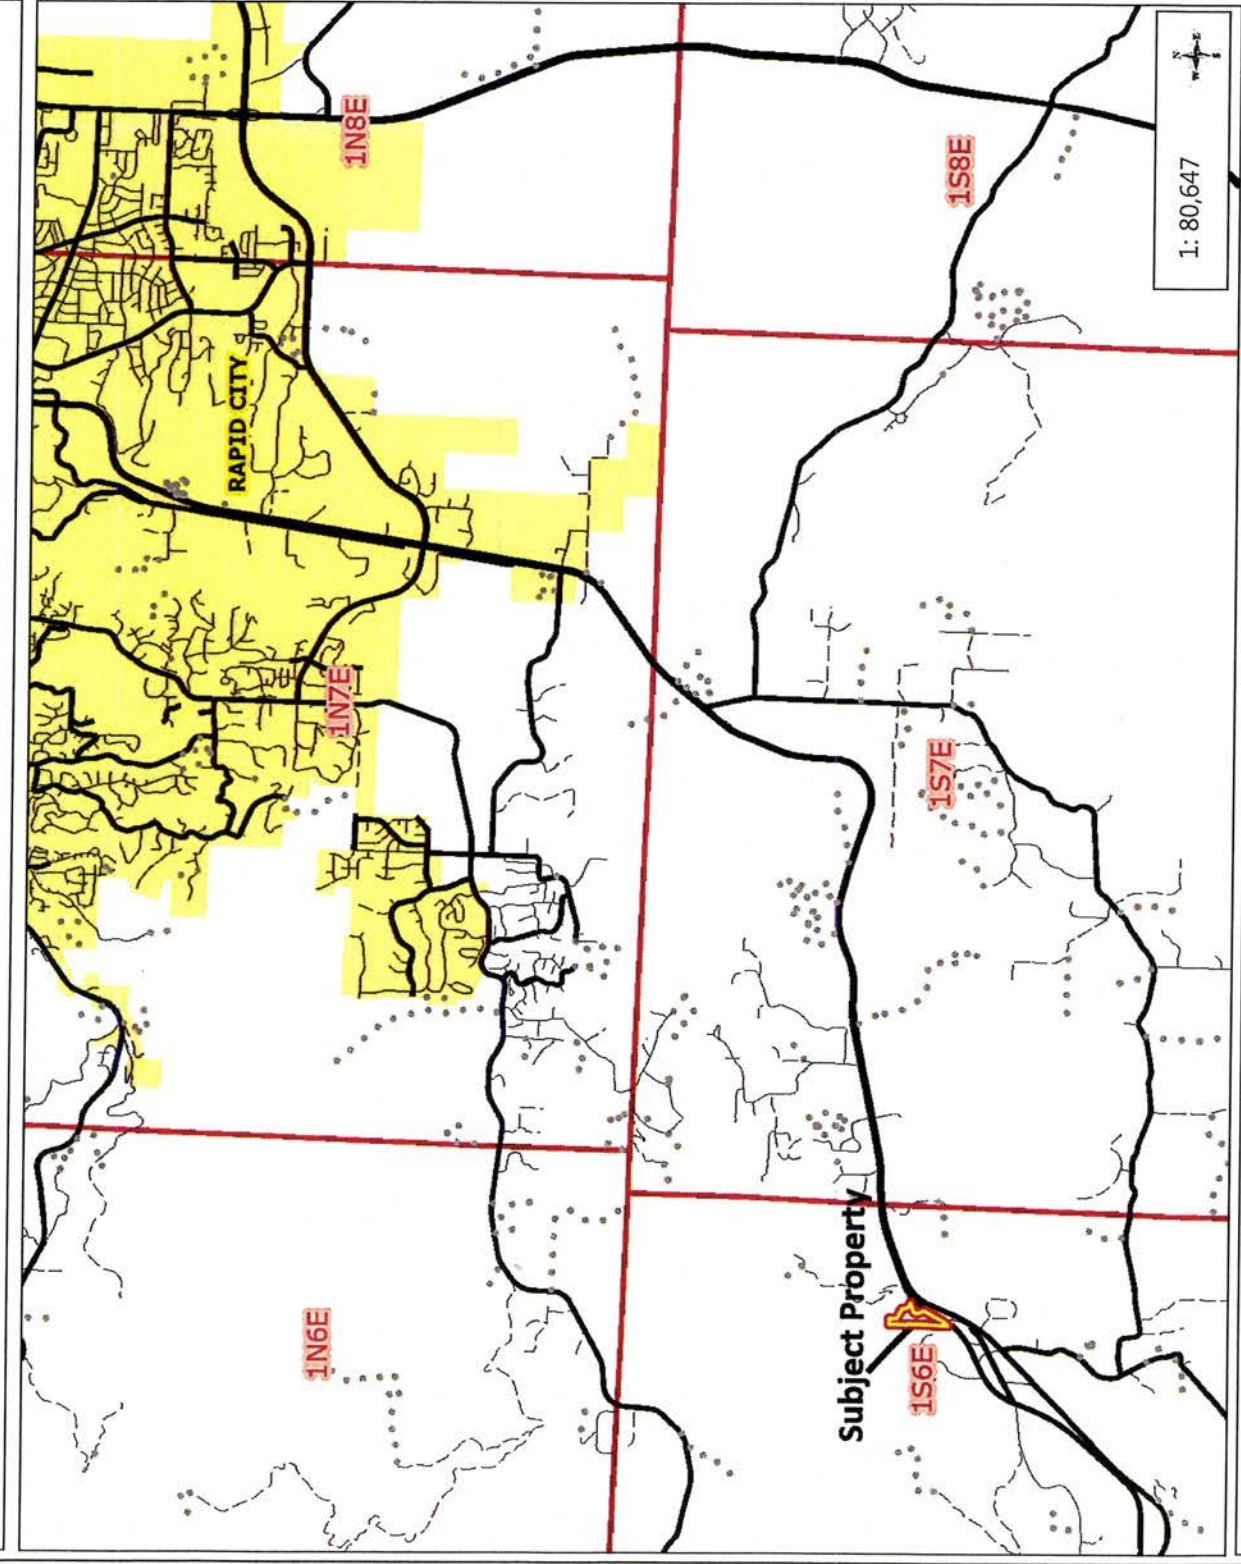 1N8E
RAPID CITY
1N7E
1N6E
1S8E
1S7E
Subject Property
1S6E
1: 80,647
N
W
E
S